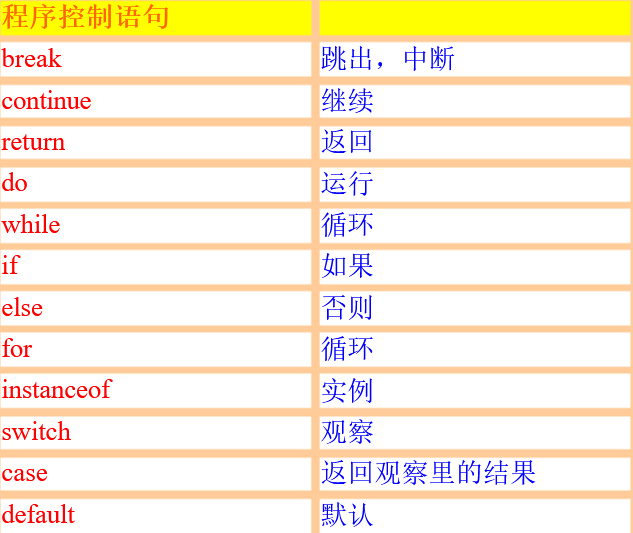 程序控制语句
break 跳出，中断
continue 继续
return 返回
do 运行
while 循环
if 如果
else 否则
for 循环
instanceof 实例
switch 观察
case 返回观察里的结果
default 默认